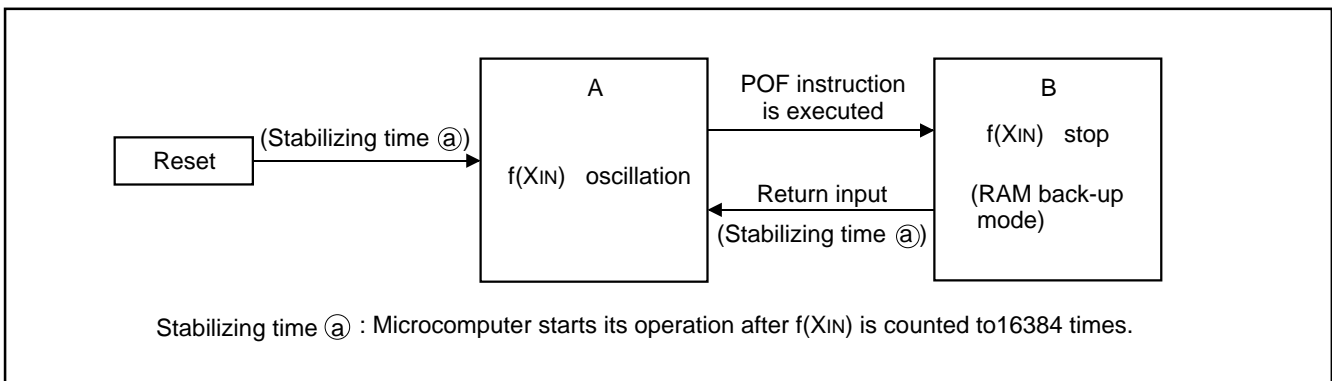 Reset
(Stabilizing time ⓐ)
A
f(XIN) oscillation
POF instruction
is executed
Return input
(Stabilizing time ⓐ)
B
f(XIN) stop
(RAM back-up
mode)
Stabilizing time ⓐ : Microcomputer starts its operation after f(XIN) is counted to16384 times.